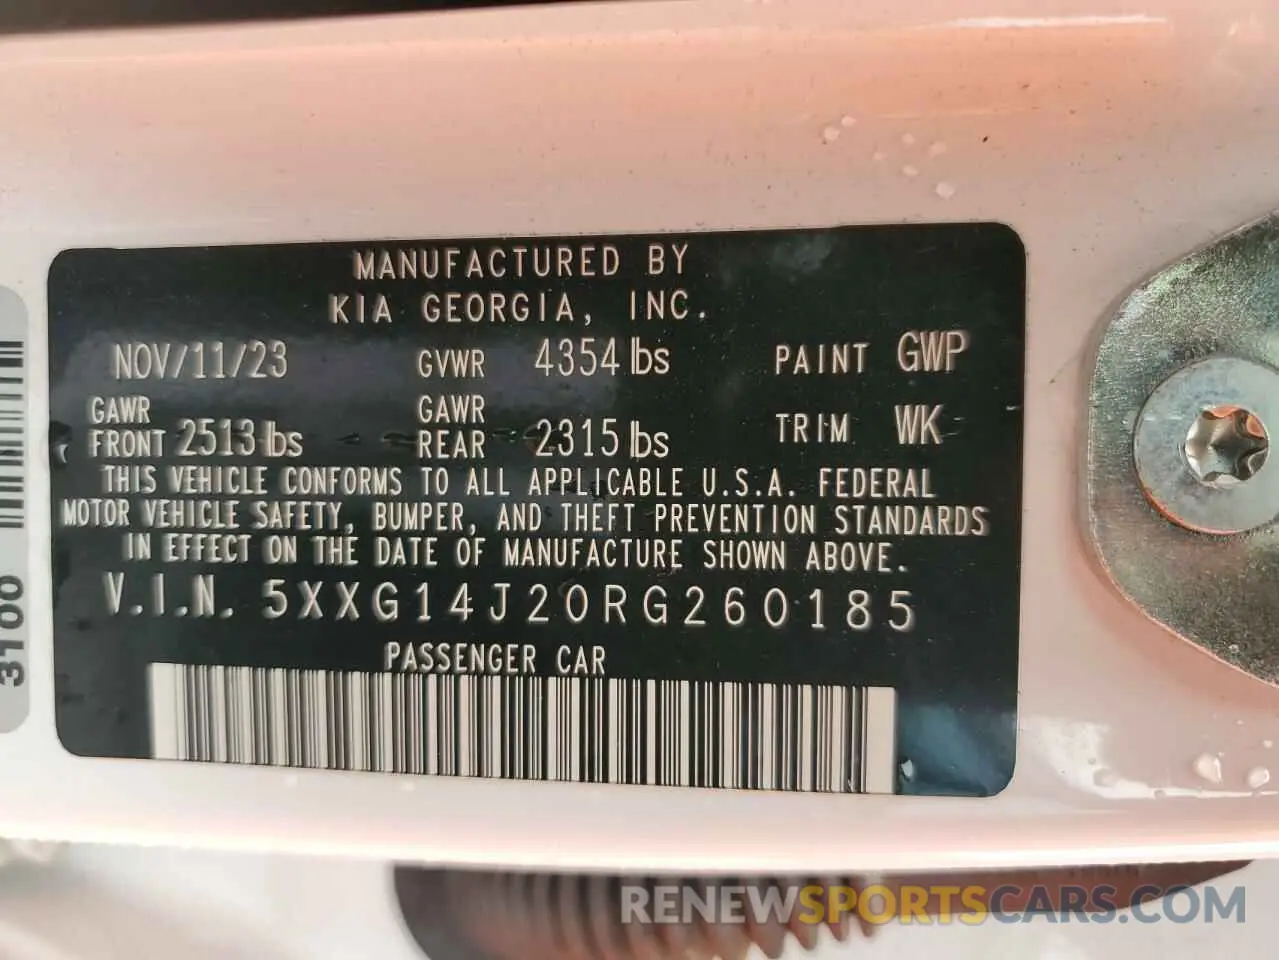 MANUFACTURED BY
KIA GEORGIA, INC.
NOV/11/23 GVWR 4354 lbs PAINT GWP
GAWR FRONT 2513 lbs GAWR REAR 2315 lbs TRIM WK
THIS VEHICLE CONFORMS TO ALL APPLICABLE U.S.A. FEDERAL
MOTOR VEHICLE SAFETY, BUMPER, AND THEFT PREVENTION STANDARDS
IN EFFECT ON THE DATE OF MANUFACTURE SHOWN ABOVE.
V.I.N. 5XXG14J20RG260185
PASSENGER CAR
3100
RENEWSPORTSCARS.COM